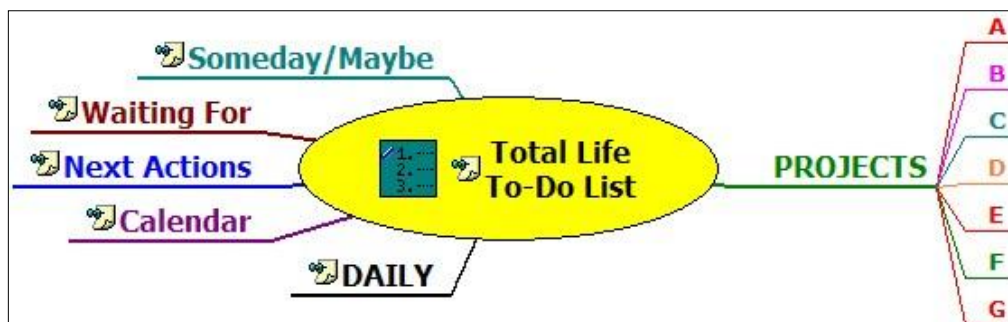 Someday/Maybe
Waiting For
Next Actions
Calendar
DAILY
1.
2.
3.
Total Life
To-Do List
PROJECTS
A
B
C
D
E
F
G